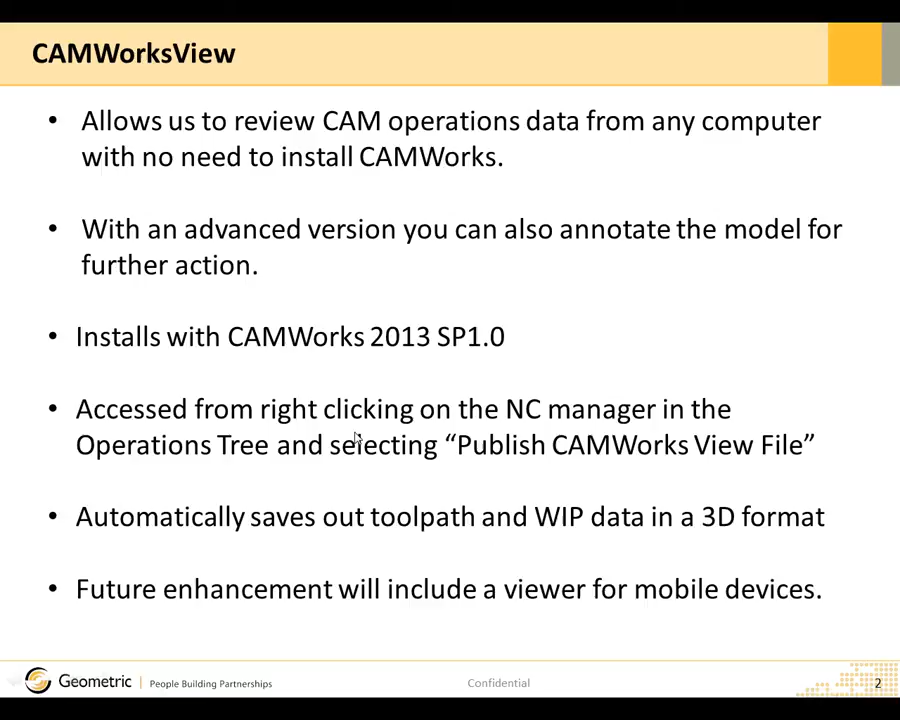 CAMWorksView
• Allows us to review CAM operations data from any computer
with no need to install CAMWorks.
• With an advanced version you can also annotate the model for
further action.
• Installs with CAMWorks 2013 SP1.0
• Accessed from right clicking on the NC manager in the
Operations Tree and selecting “Publish CAMWorks View File”
• Automatically saves out toolpath and WIP data in a 3D format
• Future enhancement will include a viewer for mobile devices.
Geometric | People Building Partnerships Confidential 2